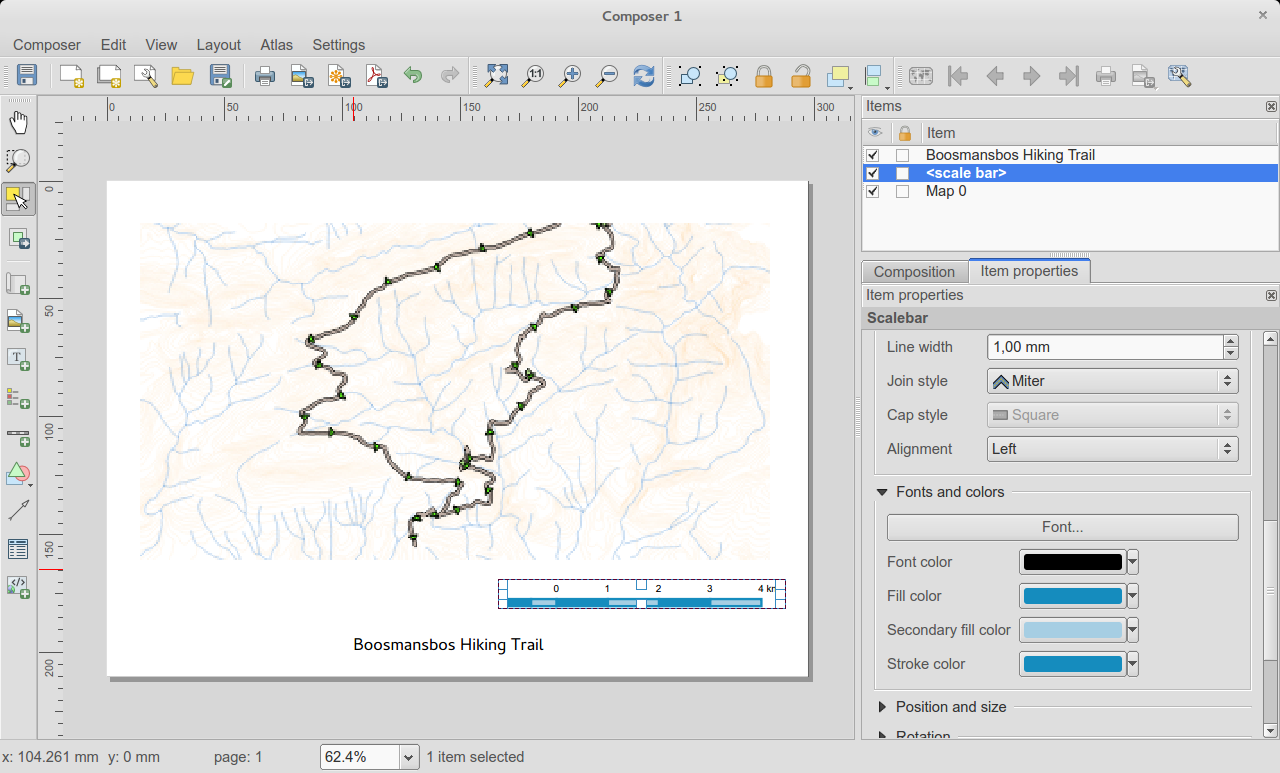 Composer 1
Composer Edit View Layout Atlas Settings
0 50 100 150 200 250 300
0
50
100
150
200
Items
Item
Boosmansbos Hiking Trail
<scale bar>
Map 0
Composition Item properties
Item properties
Scalebar
Line width 1,00 mm
Join style Miter
Cap style Square
Alignment Left
Fonts and colors
Font...
Font color
Fill color
Secondary fill color
Stroke color
Position and size
Rotation
0 1 2 3 4 km
Boosmansbos Hiking Trail
x: 104.261 mm y: 0 mm page: 1 62.4% 1 item selected